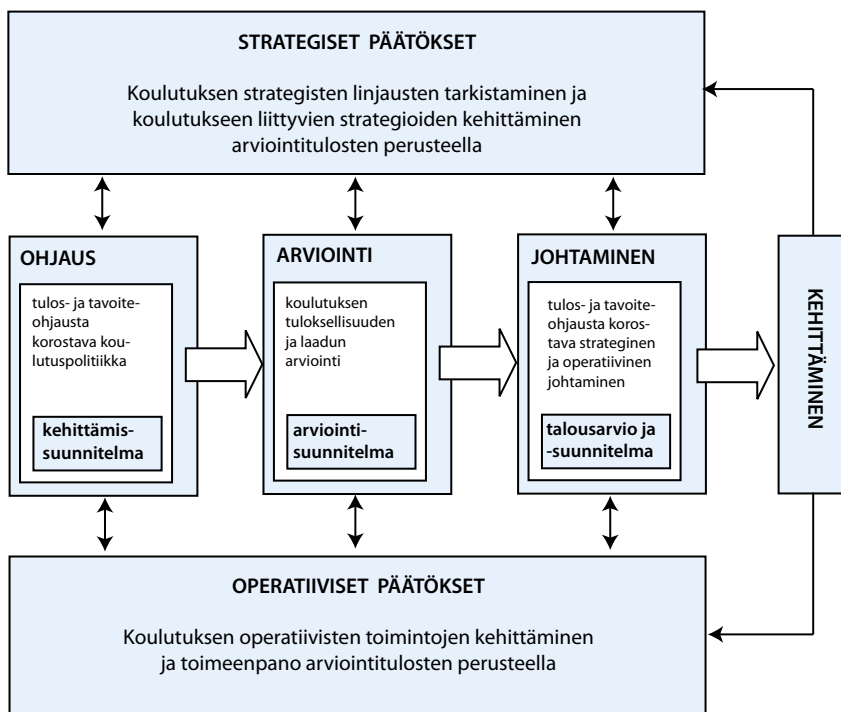 STRATEGISET PÄÄTÖKSET
Koulutuksen strategisten linjausten tarkistaminen ja
koulutukseen liittyvien strategioiden kehittäminen
arviointitulosten perusteella
OHJAUS
tulos- ja tavoite-
ohjausta
korostava kou-
lutuspolitiikka
kehittämis-
suunnitelma
ARVIOINTI
koulutuksen
tuloksellisuuden
ja laadun
arviointi
arviointi-
suunnitelma
JOHTAMINEN
tulos- ja tavoite-
ohjausta koros-
tava strateginen
ja operatiivinen
johtaminen
talousarvio ja
-suunnitelma
KEHITTÄMINEN
OPERATIIVISET PÄÄTÖKSET
Koulutuksen operatiivisten toimintojen kehittäminen
ja toimeenpano arviointitulosten perusteella